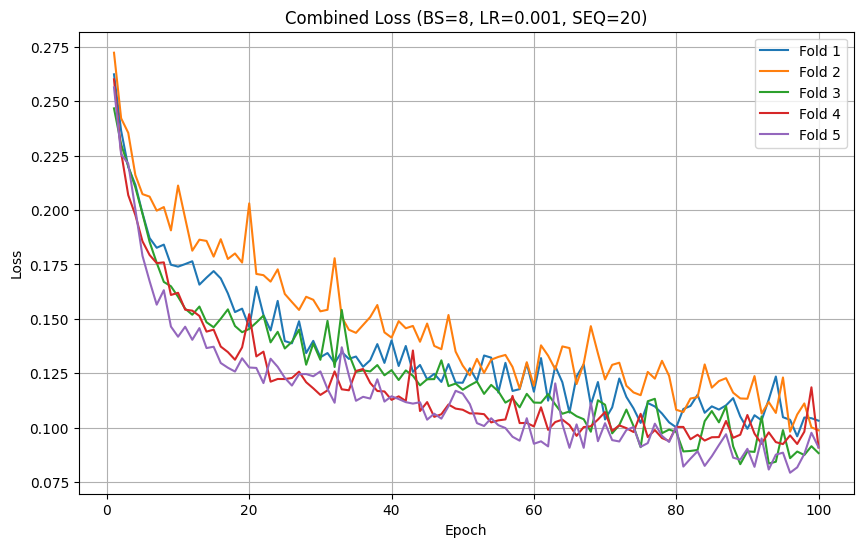 Combined Loss (BS=8, LR=0.001, SEQ=20)
Fold 1
Fold 2
Fold 3
Fold 4
Fold 5
Loss
0.275
0.250
0.225
0.200
0.175
0.150
0.125
0.100
0.075
0
20
40
60
80
100
Epoch